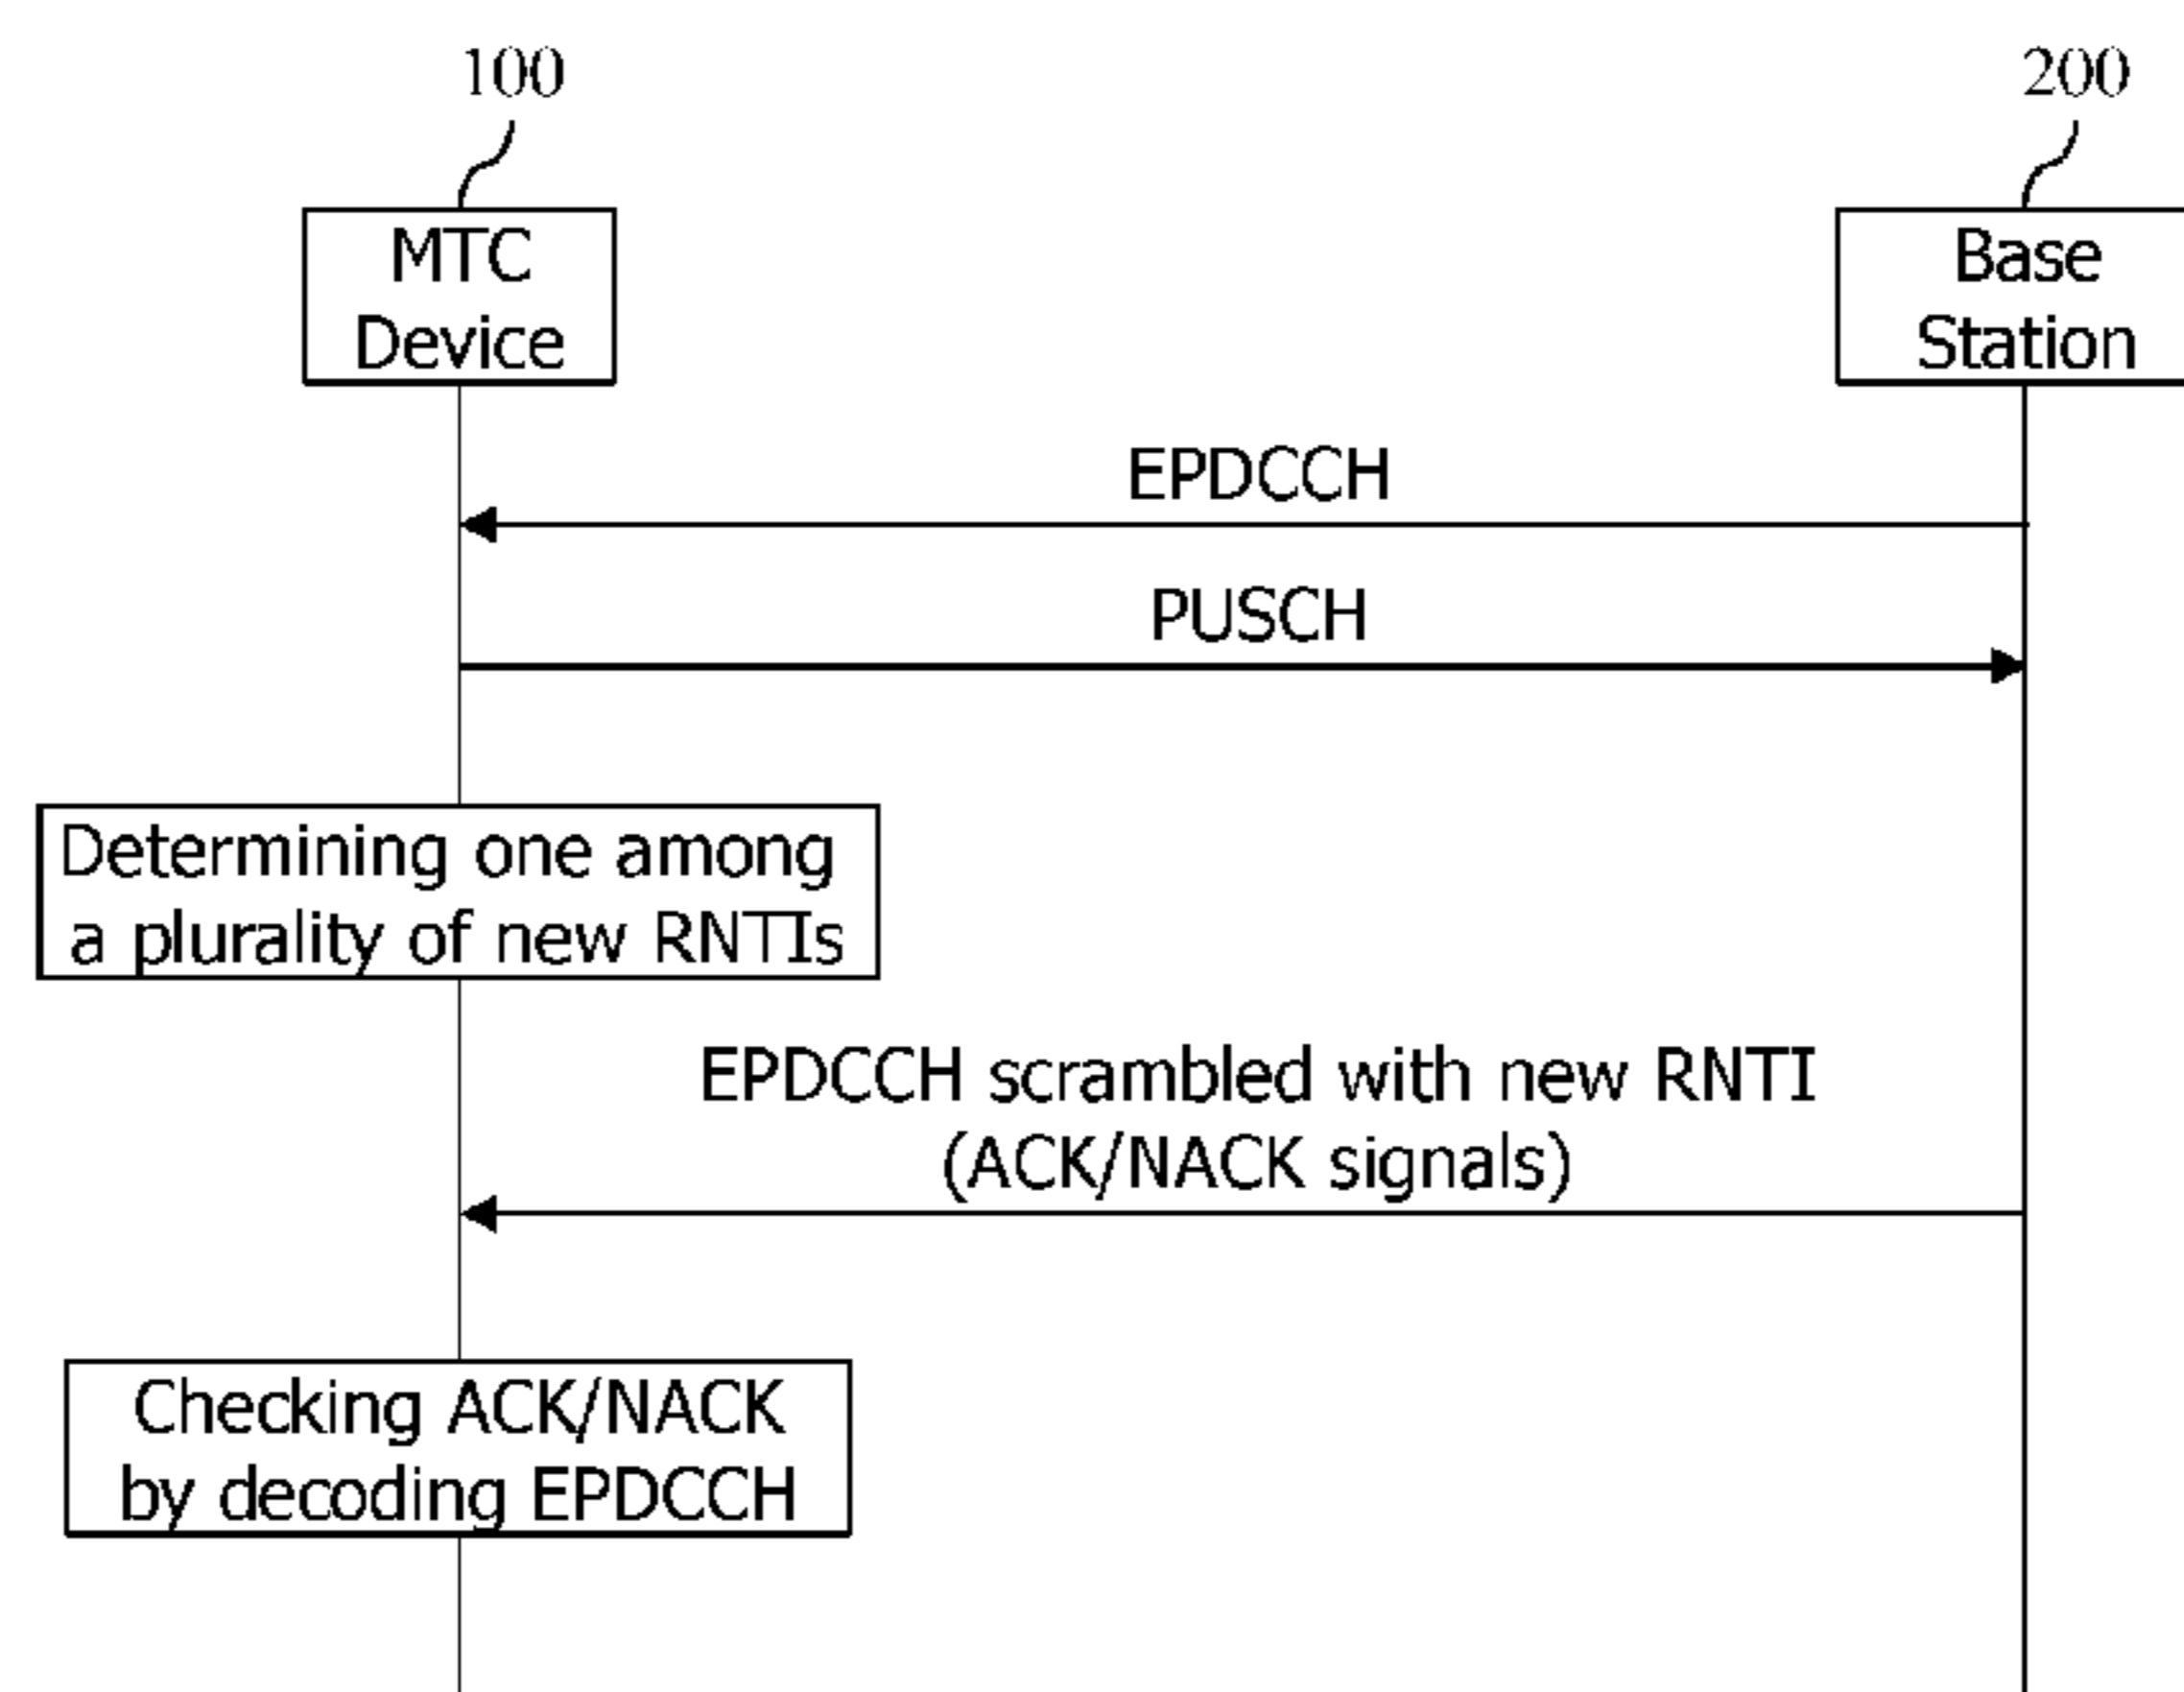 100
200
MTC
Device
Base
Station
EPDCCH
PUSCH
Determining one among
a plurality of new RNTIs
EPDCCH scrambled with new RNTI
(ACK/NACK signals)
Checking ACK/NACK
by decoding EPDCCH